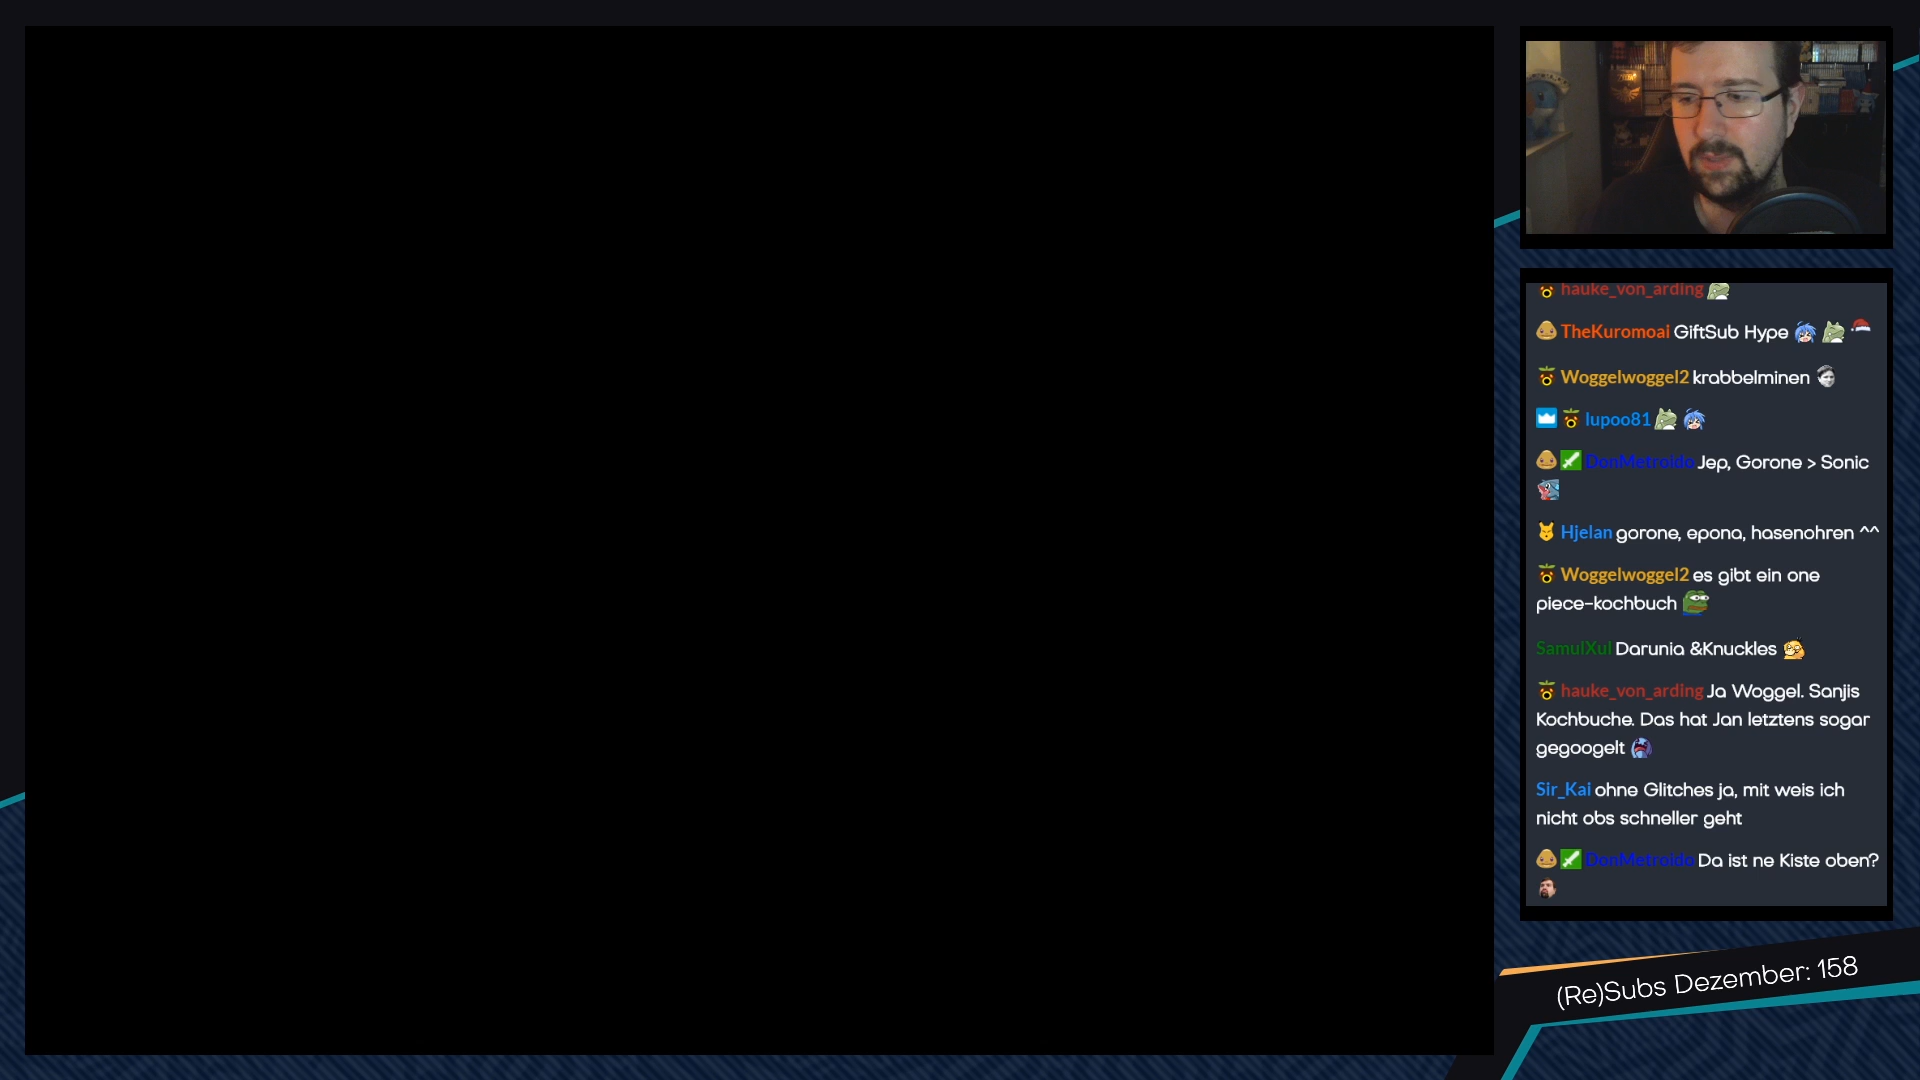 hauke_von_arding
TheKuromoai GiftSub Hype
Woggelwoggel2 krabbelminen
lupoo81
DonMetroido Jep, Gorone > Sonic
Hjelan gorone, epona, hasenohren ^^
Woggelwoggel2 es gibt ein one
piece-kochbuch
SamulXul Darunia &Knuckles
hauke_von_arding Ja Woggel. Sanjis
Kochbuche. Das hat Jan letztens sogar
gegoogelt
Sir_Kai ohne Glitches ja, mit weis ich
nicht obs schneller geht
DonMetroido Da ist ne Kiste oben?
(Re)Subs Dezember: 158